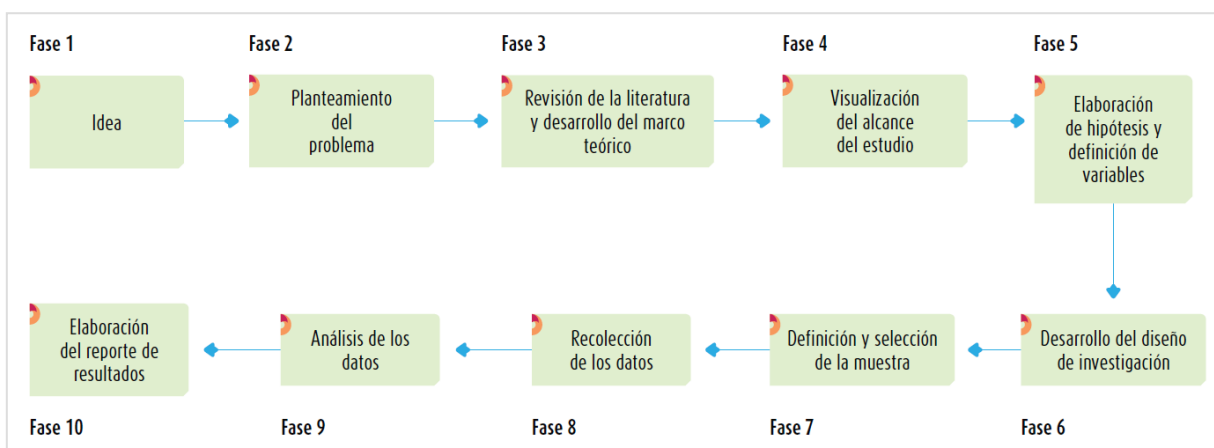 Fase 1
Idea
Fase 2
Planteamiento
del
problema
Fase 3
Revisión de la literatura
y desarrollo del marco
teórico
Fase 4
Visualización
del alcance
del estudio
Fase 5
Elaboración
de hipótesis y
definición de
variables
Desarrollo del diseño
de investigación
Fase 6
Definición y selección
de la muestra
Fase 7
Recolección
de los datos
Fase 8
Análisis de los
datos
Fase 9
Elaboración
del reporte de
resultados
Fase 10